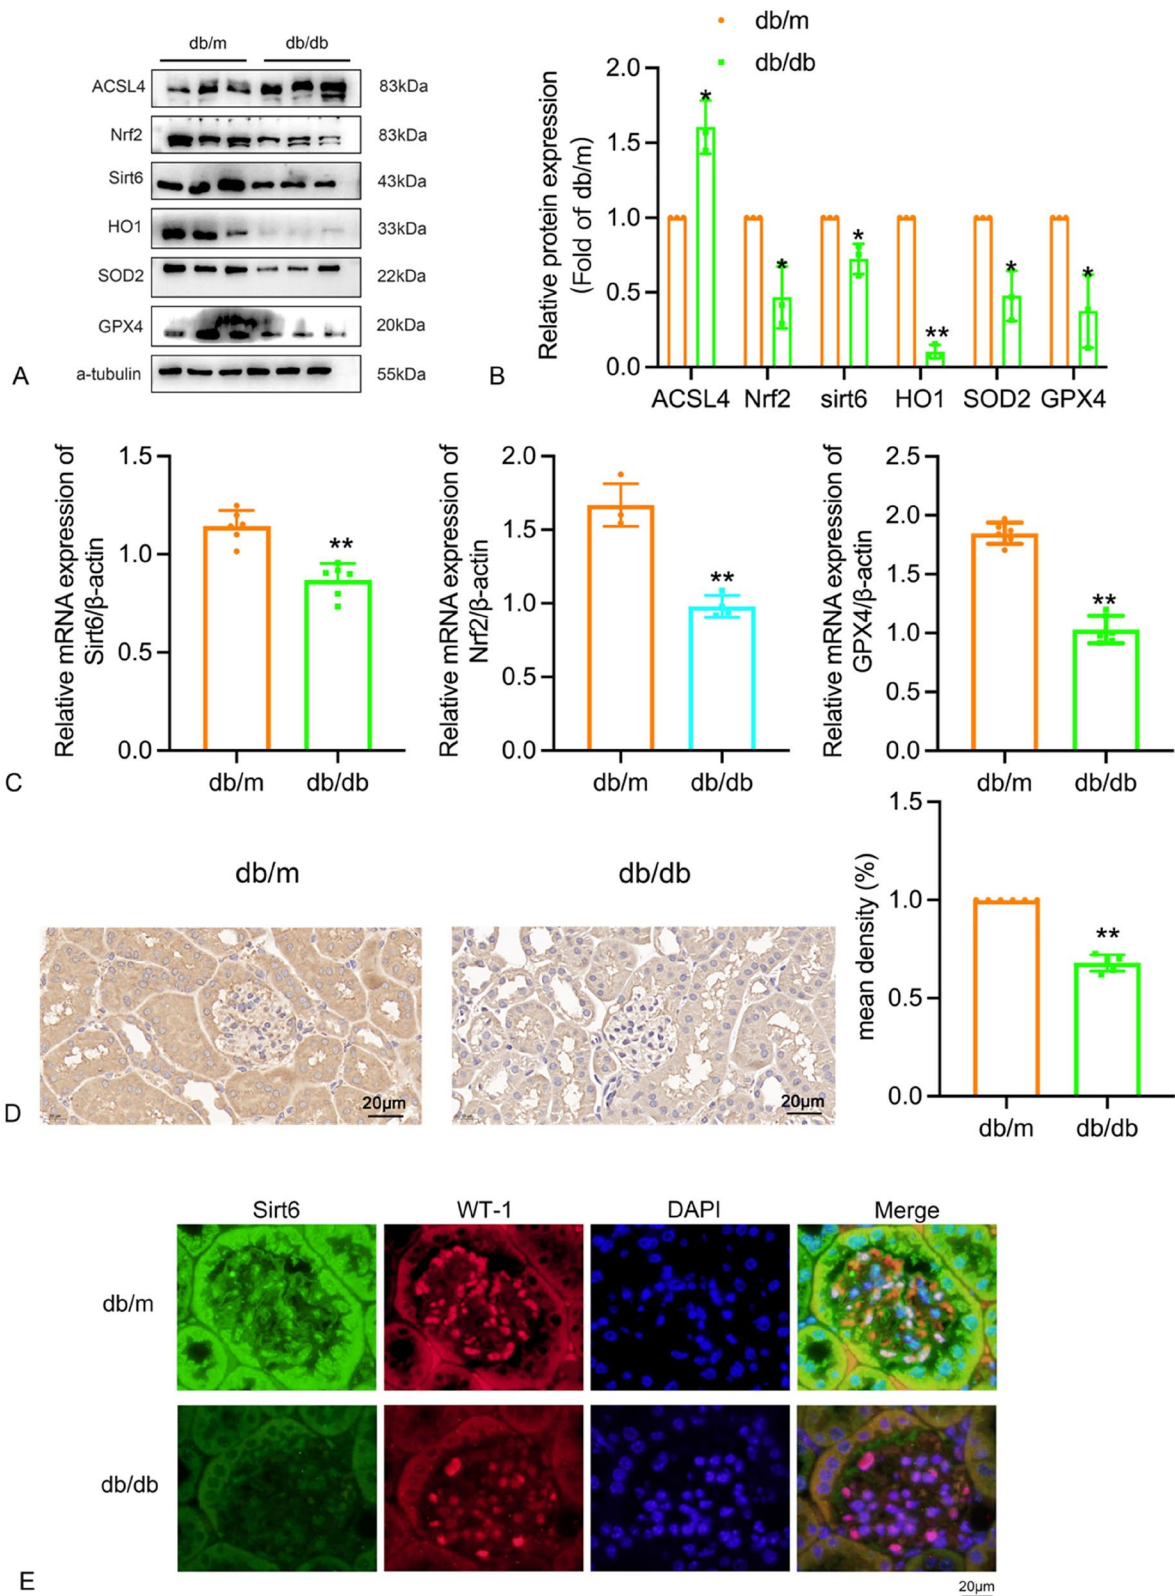 db/m db/db
ACSL4 83kDa
Nrf2 83kDa
Sirt6 43kDa
HO1 33kDa
SOD2 22kDa
GPX4 20kDa
a-tubulin 55kDa
A
db/m
db/db
Relative protein expression
(Fold of db/m)
2.0
1.5
1.0
0.5
0.0
*
*
*
**
*
*
ACSL4 Nrf2 sirt6 HO1 SOD2 GPX4
B
Relative mRNA expression of
Sirt6/β-actin
1.5
1.0
0.5
0.0
**
db/m db/db
Relative mRNA expression of
Nrf2/β-actin
2.0
1.5
1.0
0.5
0.0
**
db/m db/db
Relative mRNA expression of
GPX4/β-actin
2.5
2.0
1.5
1.0
0.5
0.0
**
db/m db/db
C
db/m db/db
20μm 20μm
mean density (%)
1.5
1.0
0.5
0.0
**
db/m db/db
D
Sirt6 WT-1 DAPI Merge
db/m
db/db
20μm
E